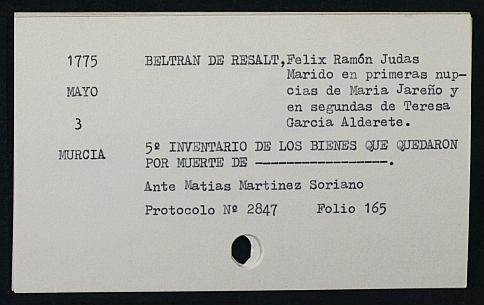 1775 BELTRAN DE RESALT, Felix Ramón Judas
Marido en primeras nup-
MAYO cias de Maria Jareño y
en segundas de Teresa
3 Garcia Alderete.
MURCIA 5º INVENTARIO DE LOS BIENES QUE QUEDARON
POR MUERTE DE -----------------.
Ante Matias Martinez Soriano
Protocolo Nº 2847 Folio 165